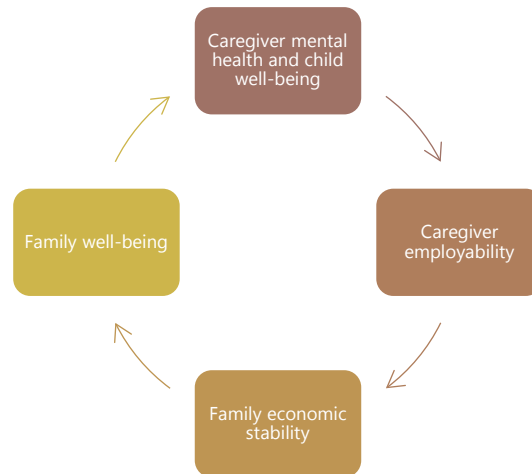 Caregiver mental
health and child
well-being
Caregiver
employability
Family economic
stability
Family well-being